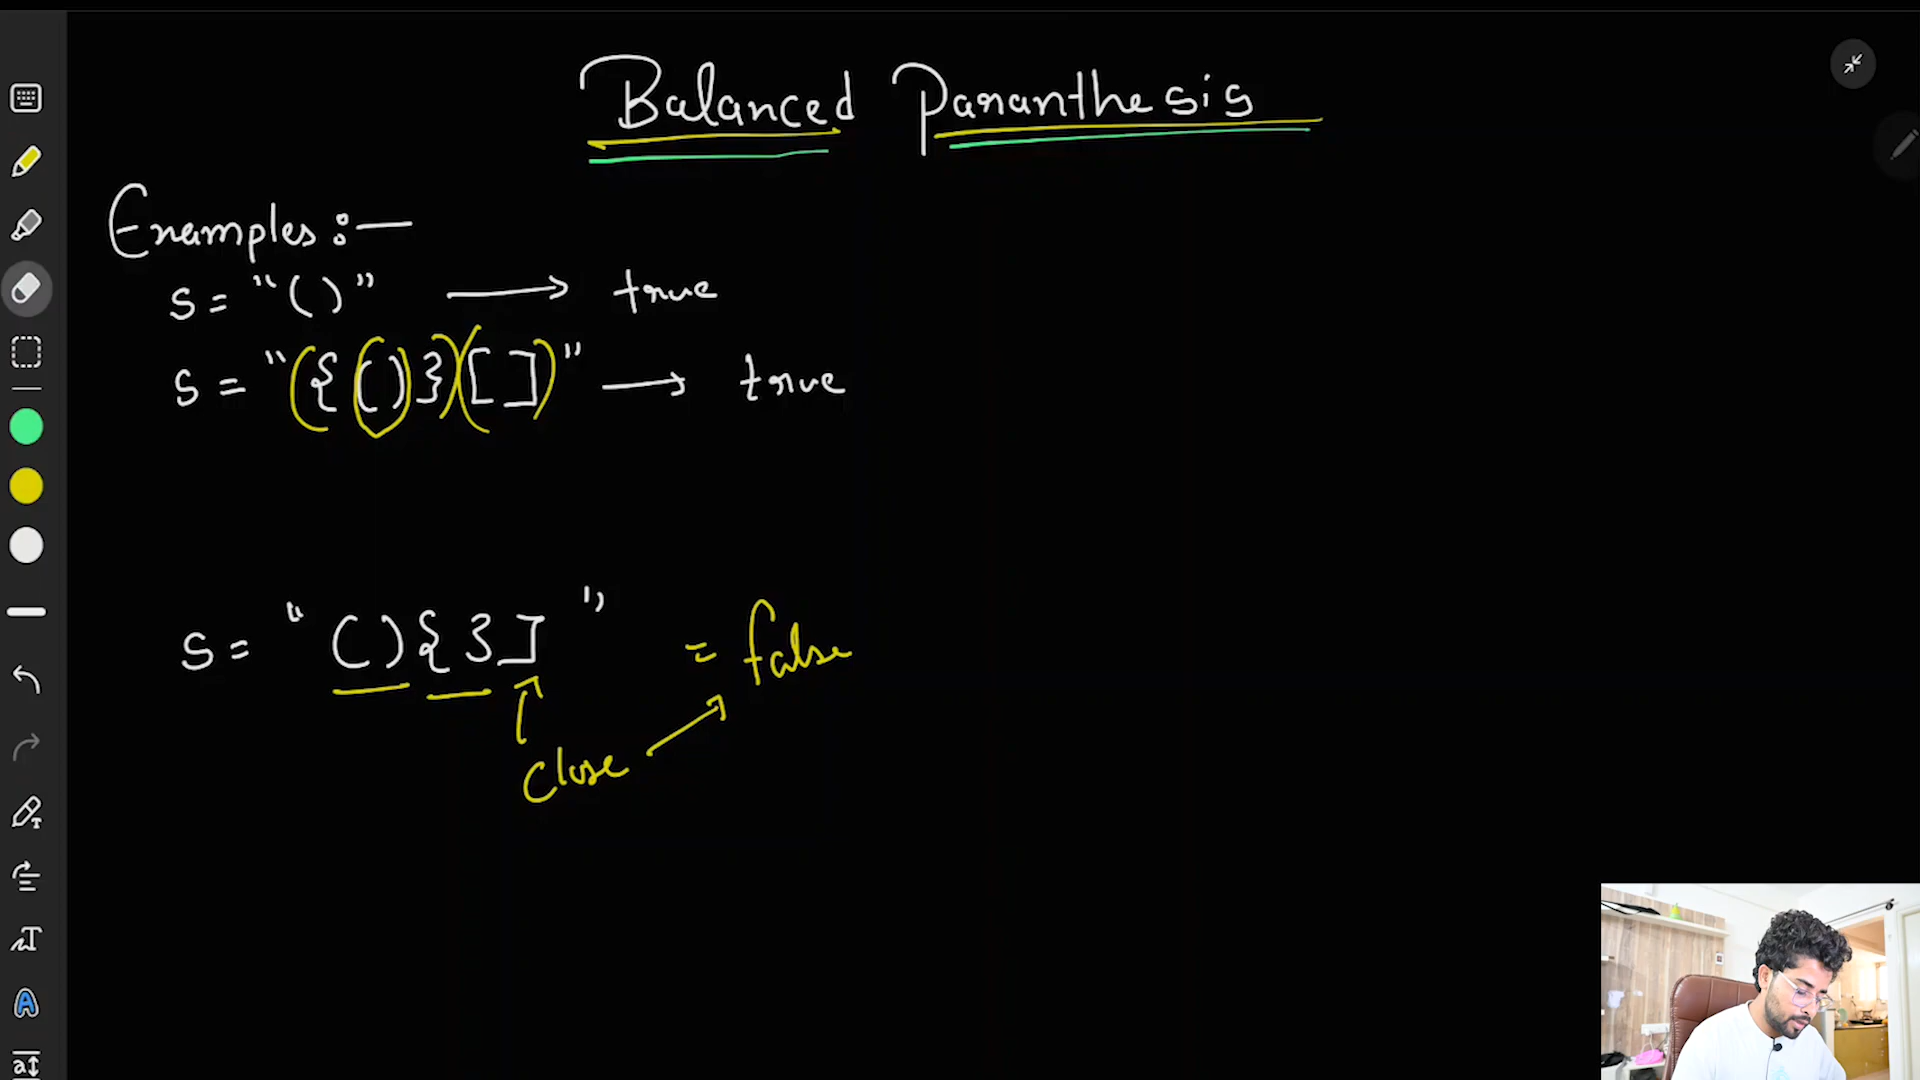 Balanced Paranthesis
Examples :—
S = "()" → true
S = "{()}[]" → true
S = "(){}]" = false
close